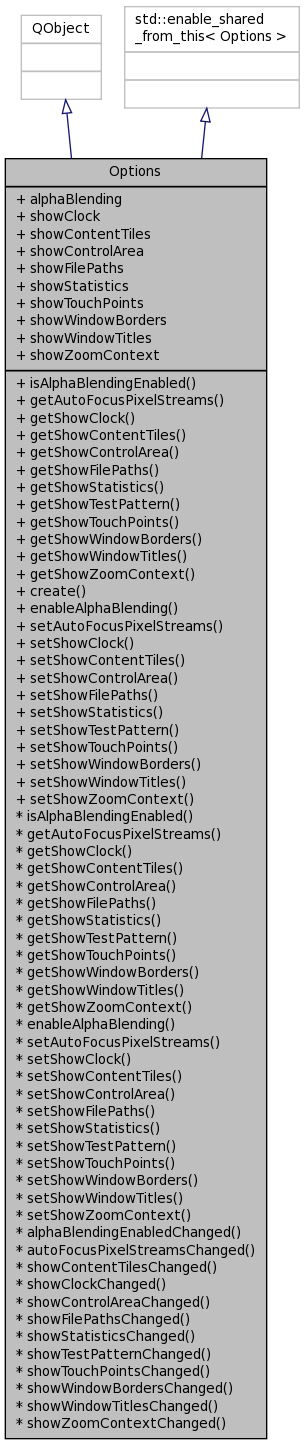 QObject
std::enable_shared
_from_this< Options >
Options
+ alphaBlending
+ showClock
+ showContentTiles
+ showControlArea
+ showFilePaths
+ showStatistics
+ showTouchPoints
+ showWindowBorders
+ showWindowTitles
+ showZoomContext
+ isAlphaBlendingEnabled()
+ getAutoFocusPixelStreams()
+ getShowClock()
+ getShowContentTiles()
+ getShowControlArea()
+ getShowFilePaths()
+ getShowStatistics()
+ getShowTestPattern()
+ getShowTouchPoints()
+ getShowWindowBorders()
+ getShowWindowTitles()
+ getShowZoomContext()
+ create()
+ enableAlphaBlending()
+ setAutoFocusPixelStreams()
+ setShowClock()
+ setShowContentTiles()
+ setShowControlArea()
+ setShowFilePaths()
+ setShowStatistics()
+ setShowTestPattern()
+ setShowTouchPoints()
+ setShowWindowBorders()
+ setShowWindowTitles()
+ setShowZoomContext()
* isAlphaBlendingEnabled()
* getAutoFocusPixelStreams()
* getShowClock()
* getShowContentTiles()
* getShowControlArea()
* getShowFilePaths()
* getShowStatistics()
* getShowTestPattern()
* getShowTouchPoints()
* getShowWindowBorders()
* getShowWindowTitles()
* getShowZoomContext()
* enableAlphaBlending()
* setAutoFocusPixelStreams()
* setShowClock()
* setShowContentTiles()
* setShowControlArea()
* setShowFilePaths()
* setShowStatistics()
* setShowTestPattern()
* setShowTouchPoints()
* setShowWindowBorders()
* setShowWindowTitles()
* setShowZoomContext()
* alphaBlendingEnabledChanged()
* autoFocusPixelStreamsChanged()
* showContentTilesChanged()
* showClockChanged()
* showControlAreaChanged()
* showFilePathsChanged()
* showStatisticsChanged()
* showTestPatternChanged()
* showTouchPointsChanged()
* showWindowBordersChanged()
* showWindowTitlesChanged()
* showZoomContextChanged()